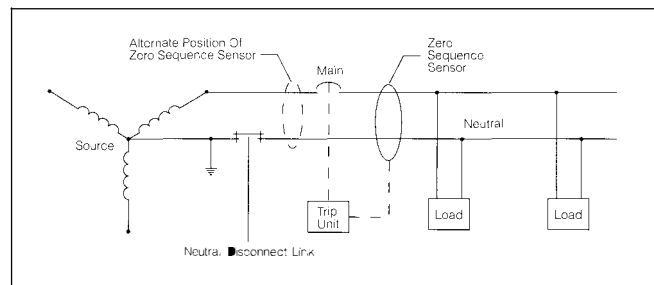 Alternate Position Of
Zero Sequence Sensor
Main
Zero
Sequence
Sensor
Neutral
Source
Trip
Unit
Load
Load
Neutral Disconnect Link